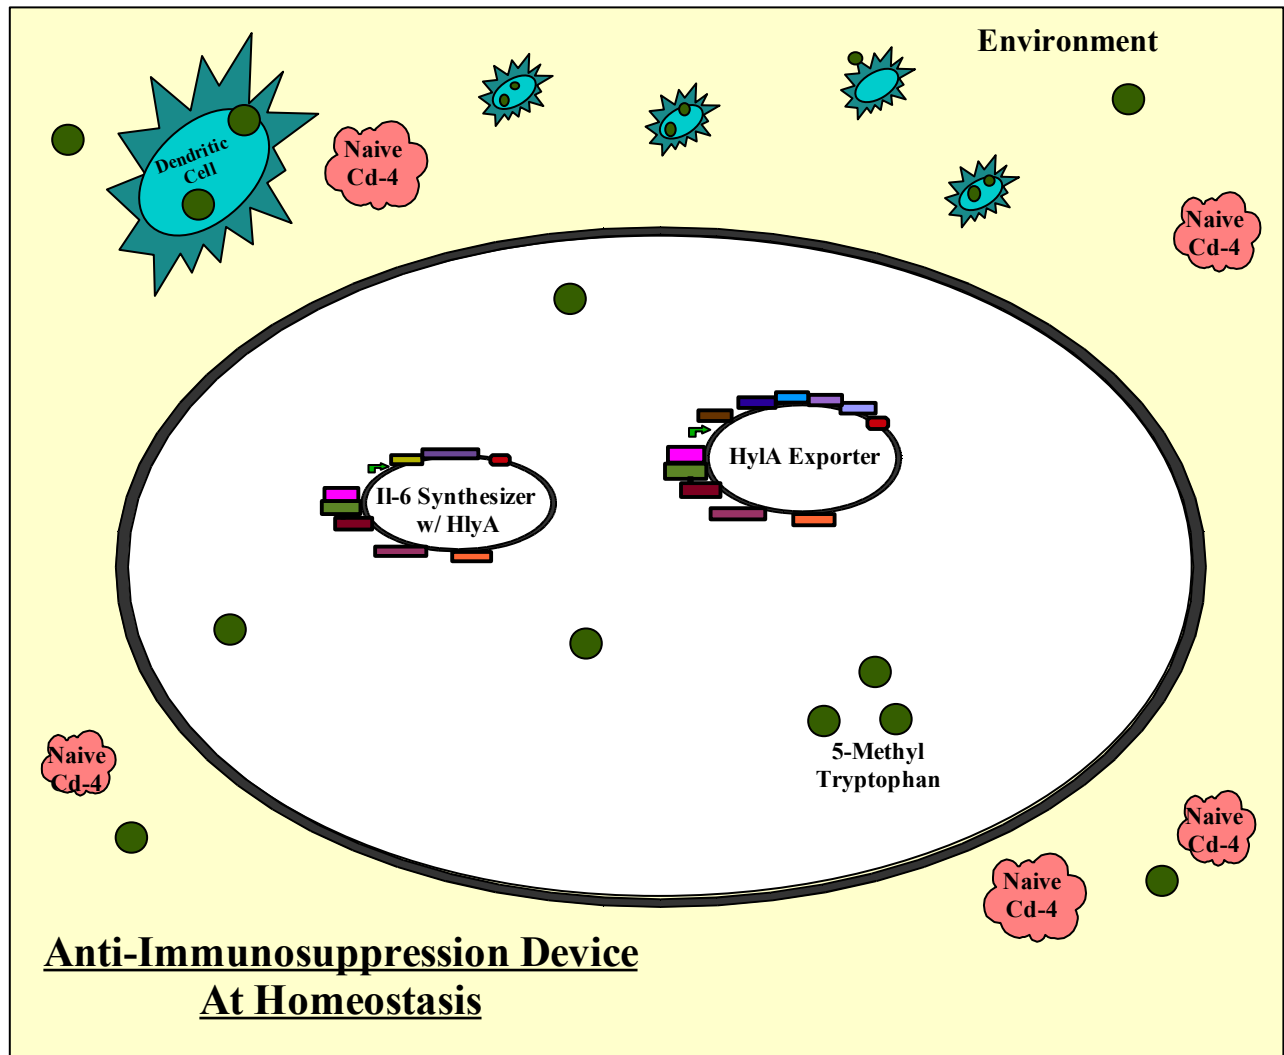 Environment
Dendritic
Cell
Naive
Cd-4
Naive
Cd-4
HylA Exporter
Il-6 Synthesizer
w/ HlyA
5-Methyl
Tryptophan
Naive
Cd-4
Naive
Cd-4
Naive
Cd-4
Anti-Immunosuppression Device
At Homeostasis